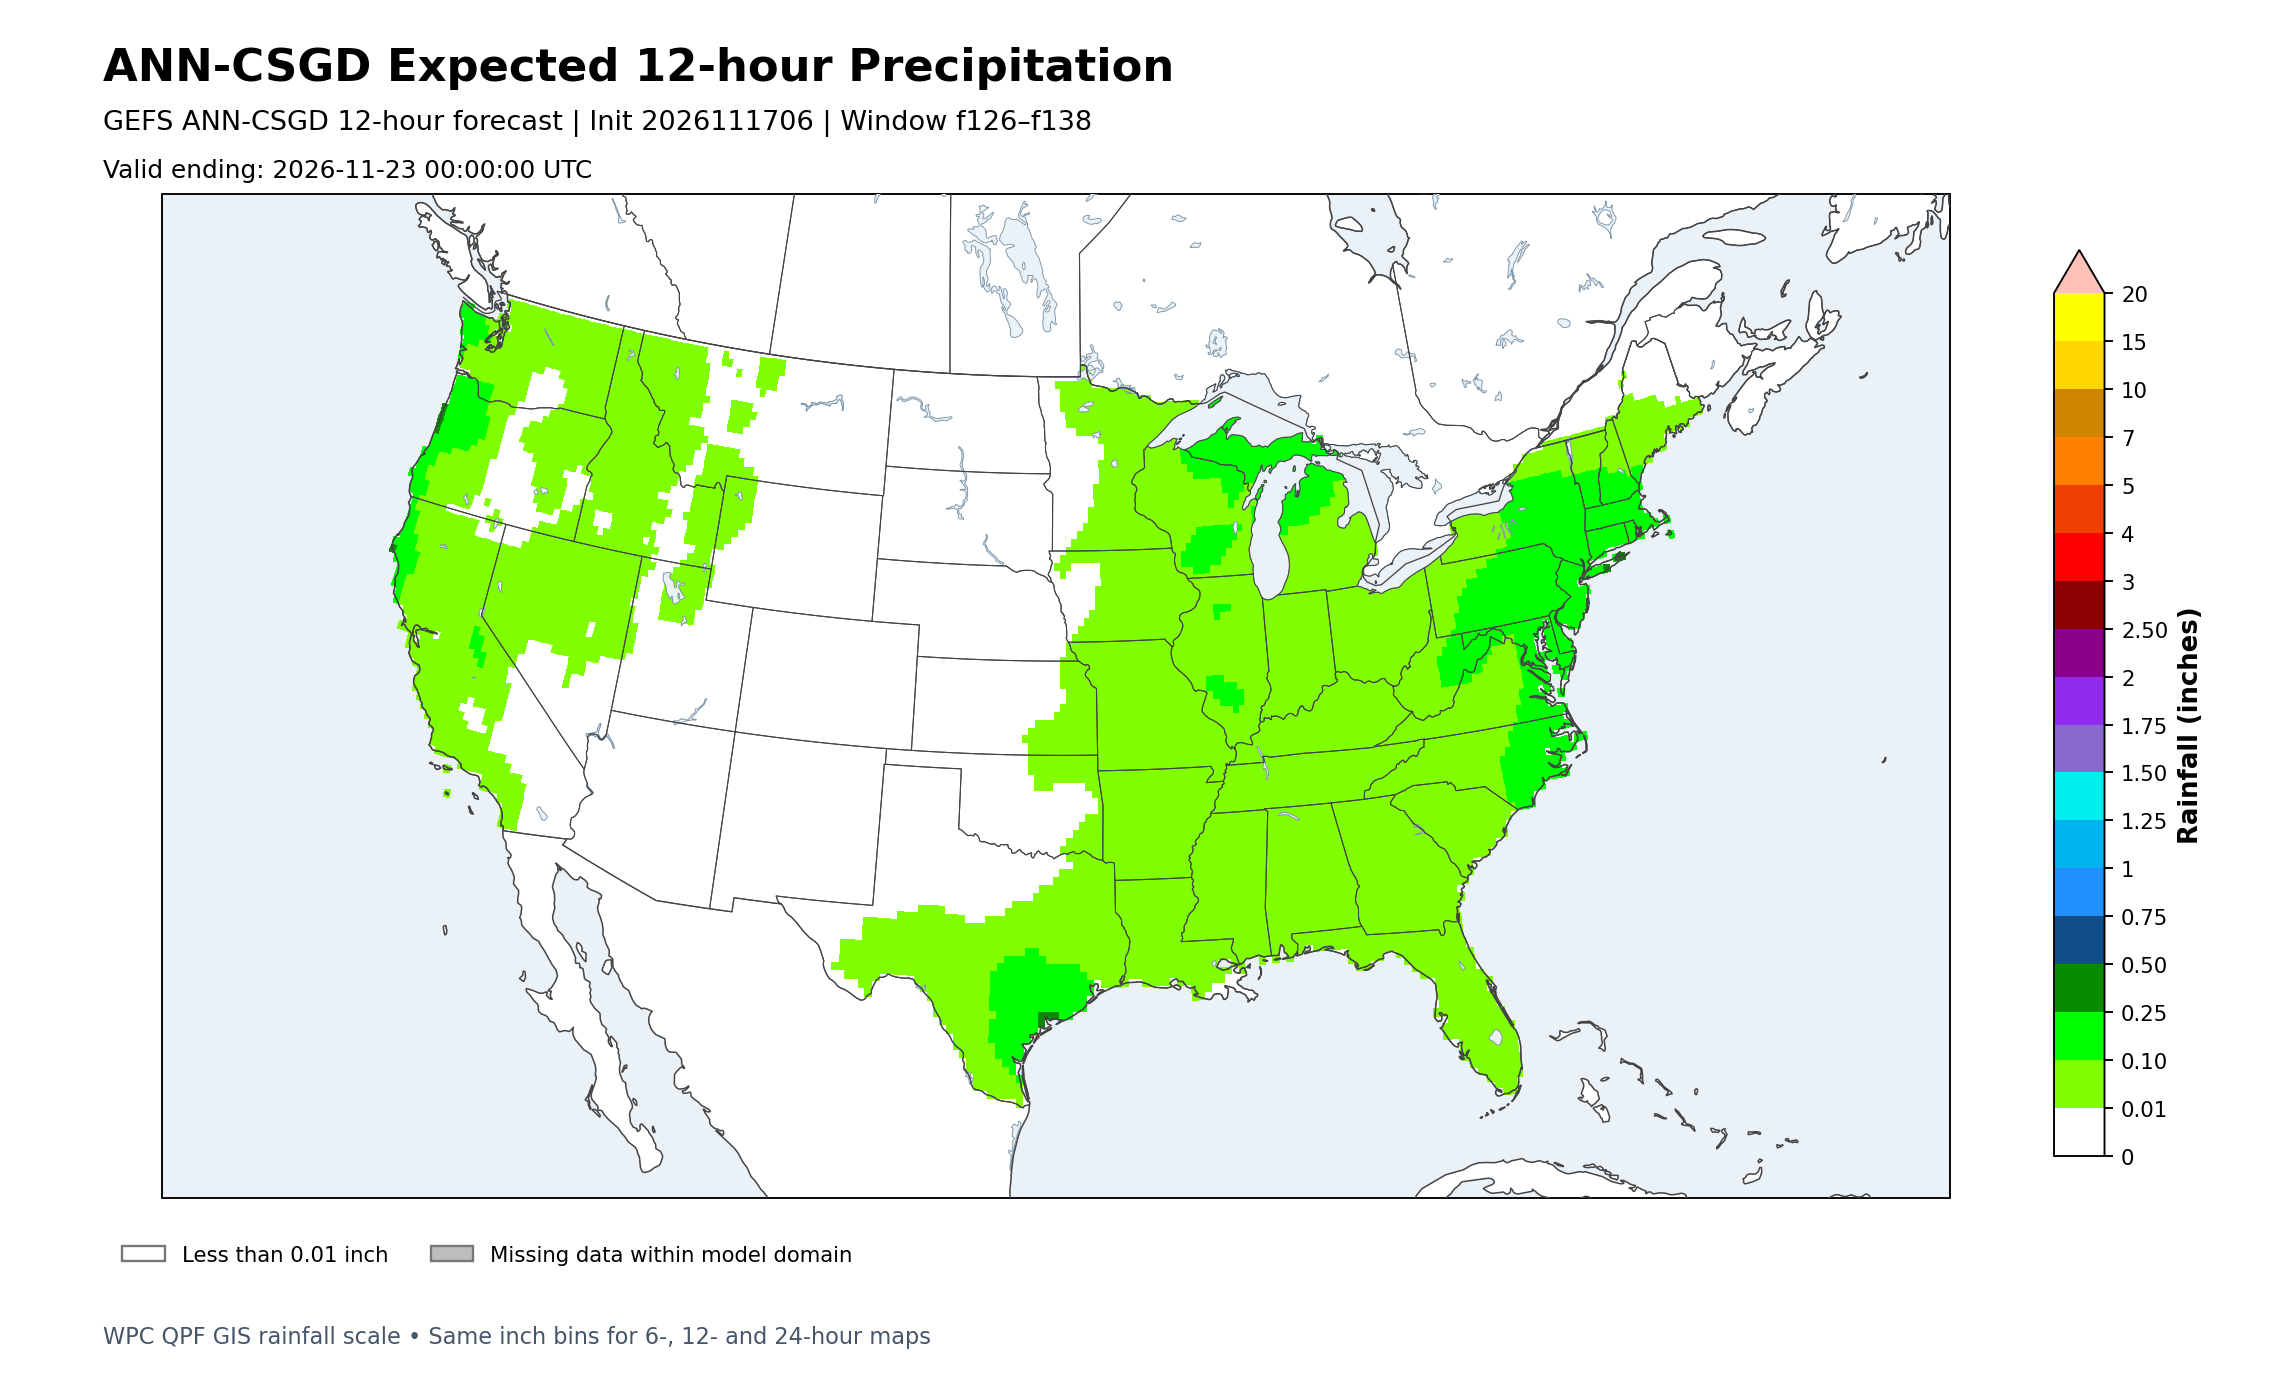 ANN-CSGD Expected 12-hour Precipitation
GEFS ANN-CSGD 12-hour forecast | Init 2026111706 | Window f126–f138
Valid ending: 2026-11-23 00:00:00 UTC
20
15
10
7
5
4
3
2.50
2
1.75
1.50
1.25
1
0.75
0.50
0.25
0.10
0.01
0
Rainfall (inches)
Less than 0.01 inch
Missing data within model domain
WPC QPF GIS rainfall scale • Same inch bins for 6-, 12- and 24-hour maps